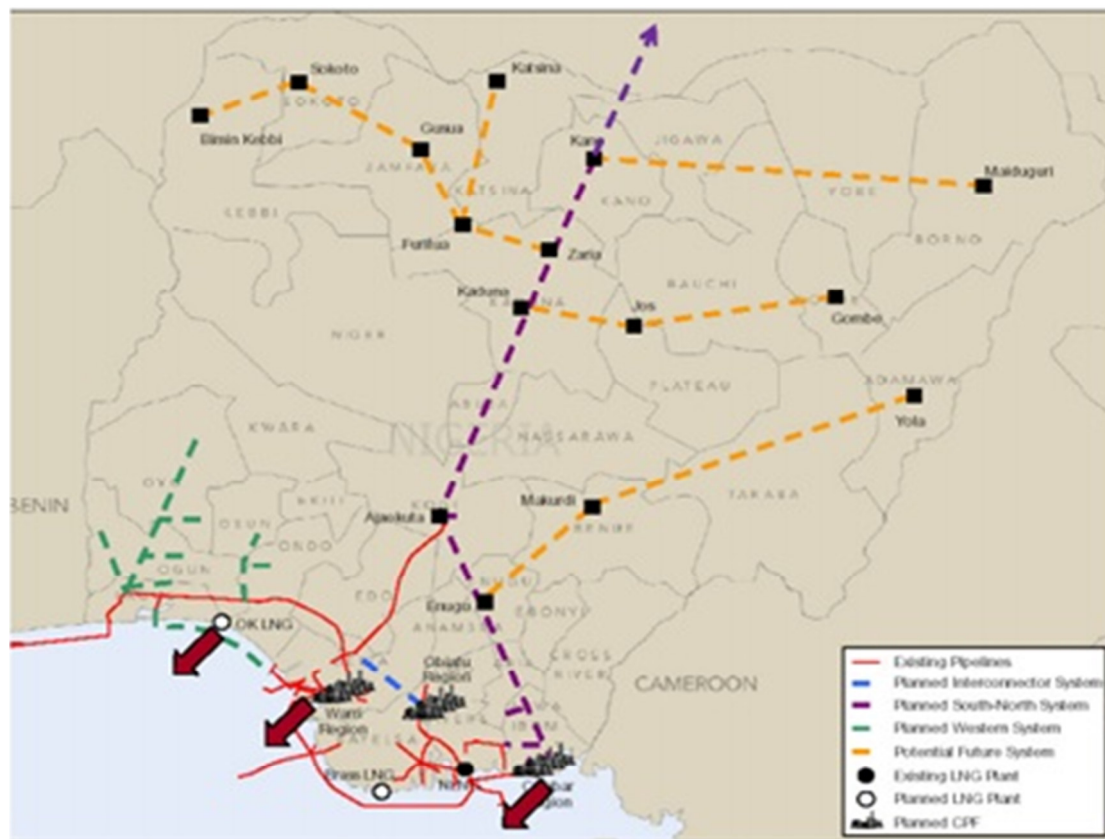 Sokoto
Katsina
SOKOTO
Birnin Kebbi
Gusua
Kano
JIGAWA
ZAMFARA
Maiduguri
KATSINA
YOBE
KANO
KEBBI
Funtua
Zaria
BORNO
Kaduna
BAUCHI
Jos
Gombe
NIGER
PLATEAU
ADAMAWA
ABUJA
Yola
KWARA
NIGERIA
NASSARAWA
TARABA
OYO
EKITI
Makurdi
BENIN
Ajaokuta
OSUN
BENUE
ONDO
OGUN
EDO
Enugu
EBONYI
ANAMBRA
OK LNG
CROSS
RIVER
CAMEROON
Obiafu
Region
Warri
Region
Brass LNG
Calabar
Region
Existing Pipelines
Planned Interconnector System
Planned South-North System
Planned Western System
Potential Future System
Existing LNG Plant
Planned LNG Plant
Planned CPF